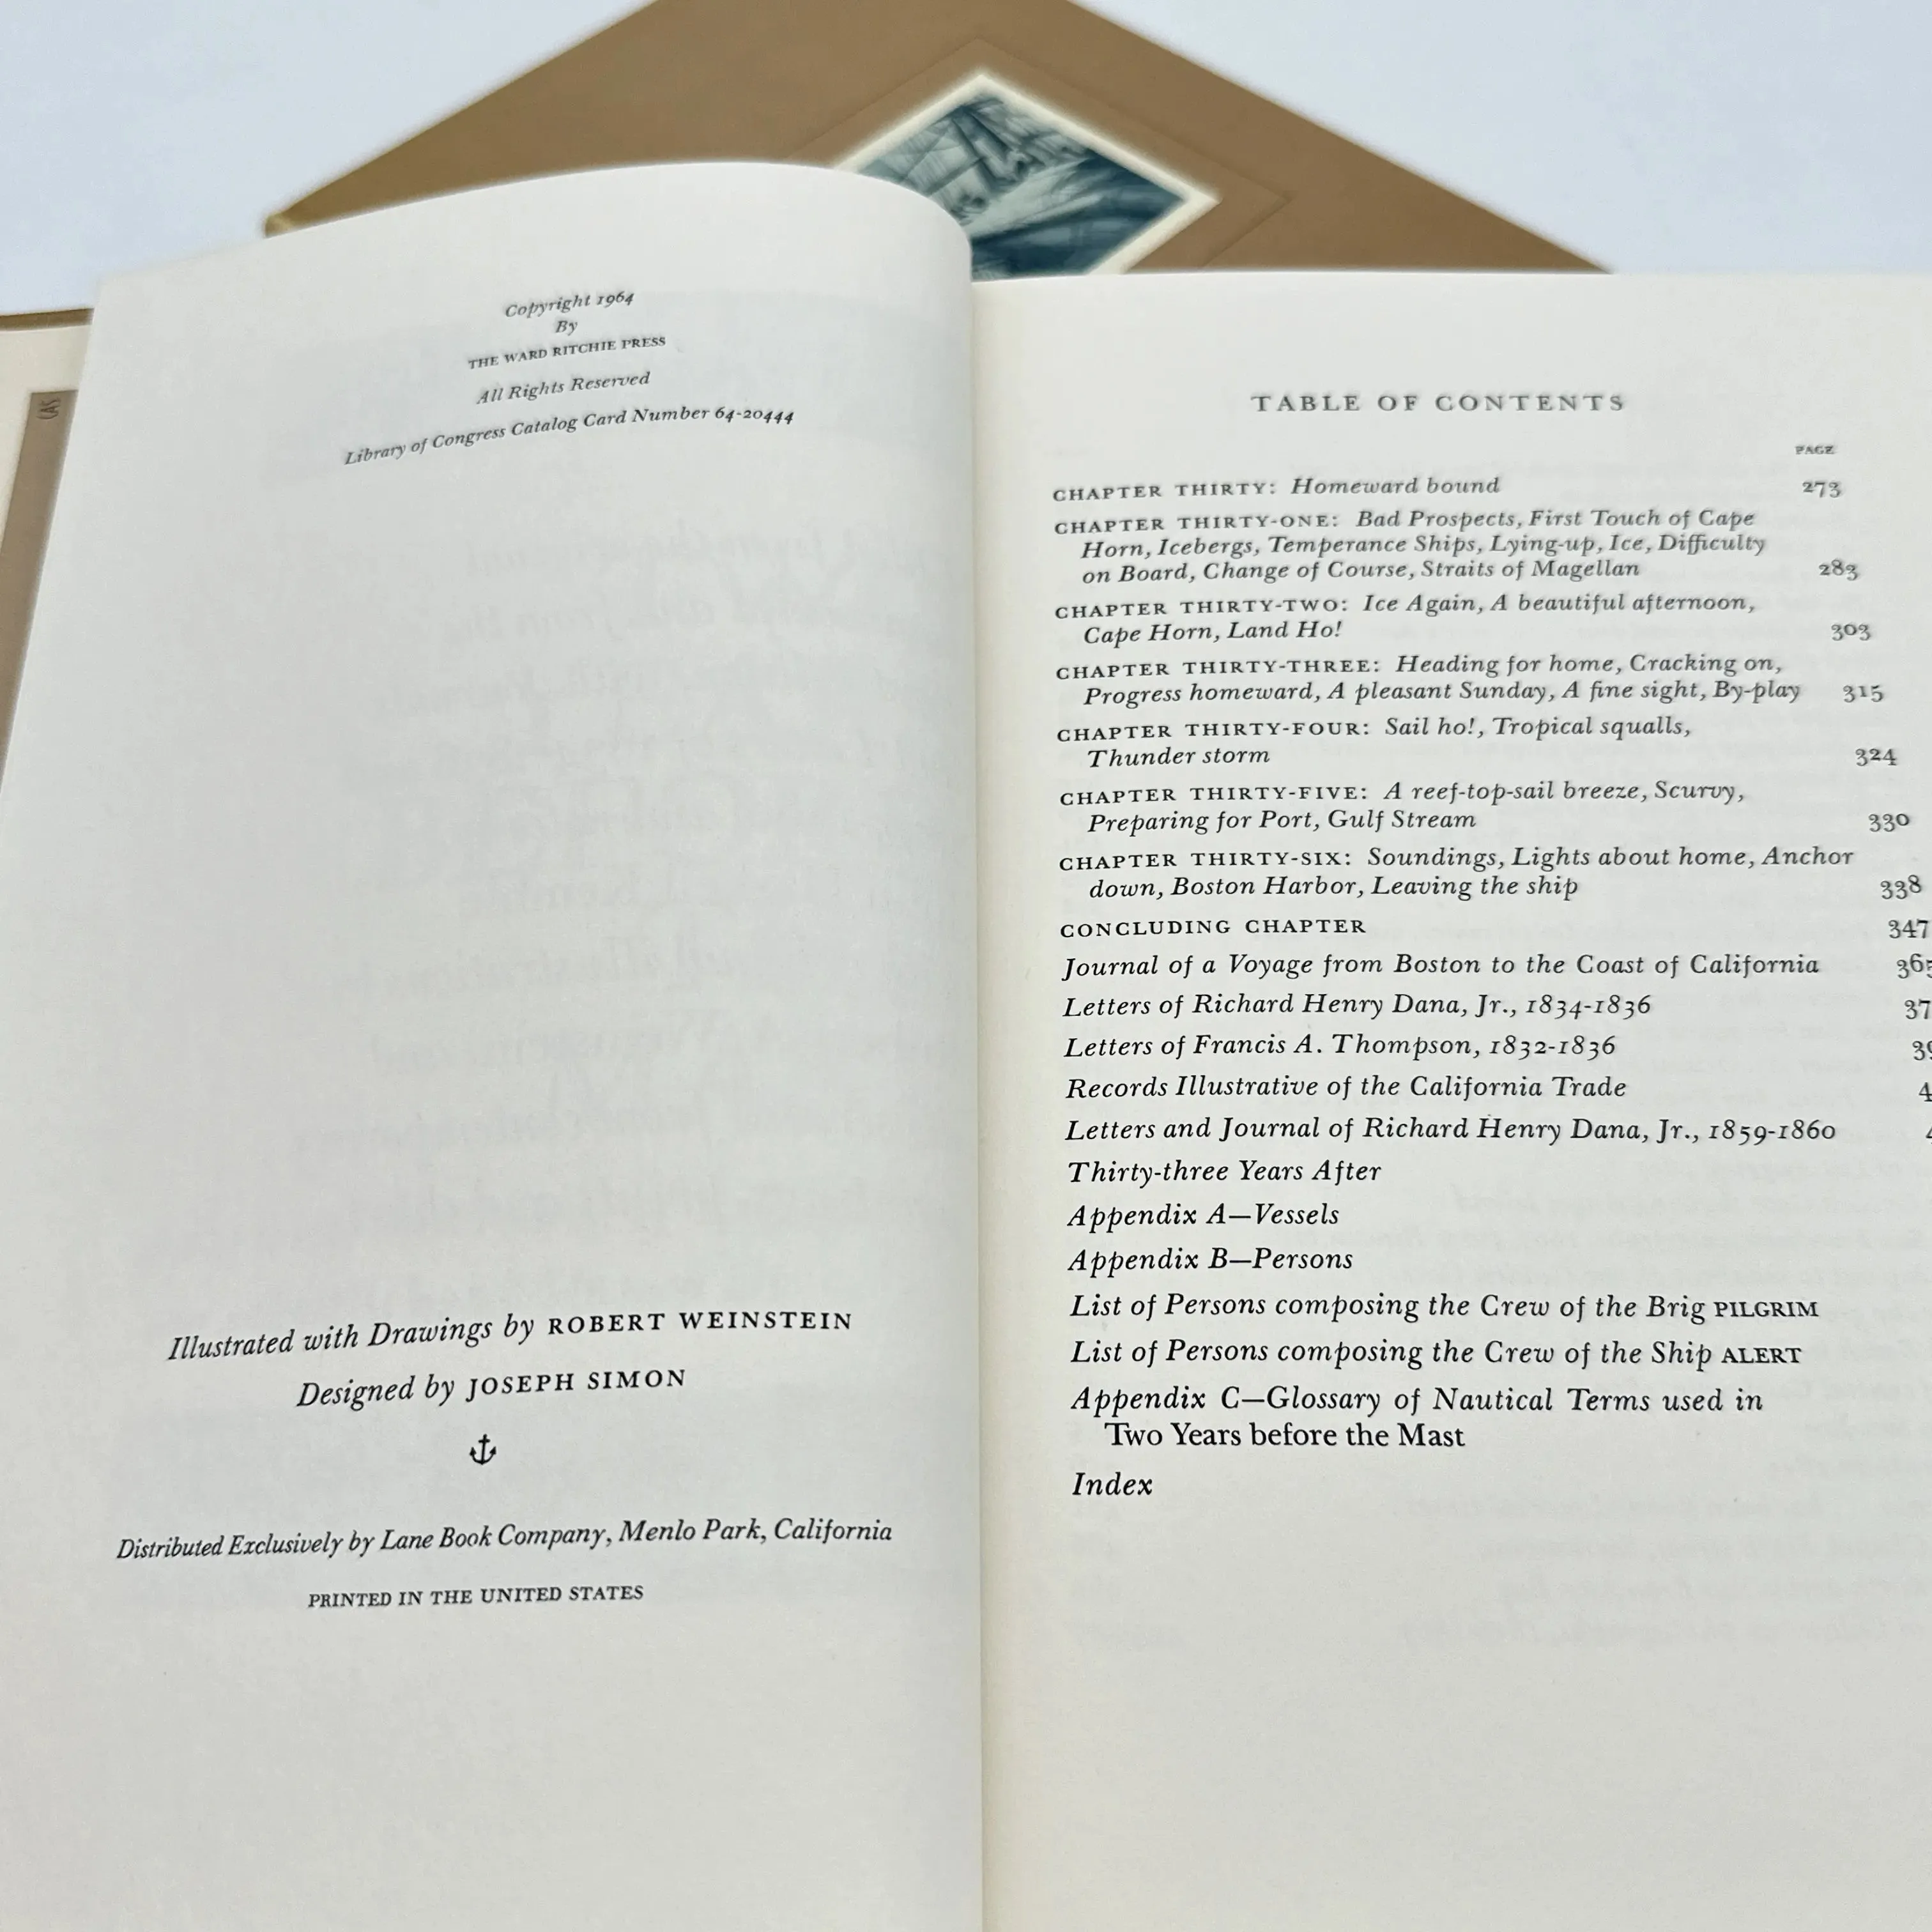 Copyright 1964
By
THE WARD RITCHIE PRESS
All Rights Reserved
Library of Congress Catalog Card Number 64-20444
Illustrated with Drawings by ROBERT WEINSTEIN
Designed by JOSEPH SIMON
Distributed Exclusively by Lane Book Company, Menlo Park, California
PRINTED IN THE UNITED STATES
TABLE OF CONTENTS
PAGE
CHAPTER THIRTY: Homeward bound 273
CHAPTER THIRTY-ONE: Bad Prospects, First Touch of Cape
Horn, Icebergs, Temperance Ships, Lying-up, Ice, Difficulty
on Board, Change of Course, Straits of Magellan 283
CHAPTER THIRTY-TWO: Ice Again, A beautiful afternoon,
Cape Horn, Land Ho! 303
CHAPTER THIRTY-THREE: Heading for home, Cracking on,
Progress homeward, A pleasant Sunday, A fine sight, By-play 315
CHAPTER THIRTY-FOUR: Sail ho!, Tropical squalls,
Thunder storm 324
CHAPTER THIRTY-FIVE: A reef-top-sail breeze, Scurvy,
Preparing for Port, Gulf Stream 330
CHAPTER THIRTY-SIX: Soundings, Lights about home, Anchor
down, Boston Harbor, Leaving the ship 338
CONCLUDING CHAPTER 347
Journal of a Voyage from Boston to the Coast of California
Letters of Richard Henry Dana, Jr., 1834-1836
Letters of Francis A. Thompson, 1832-1836
Records Illustrative of the California Trade
Letters and Journal of Richard Henry Dana, Jr., 1859-1860
Thirty-three Years After
Appendix A—Vessels
Appendix B—Persons
List of Persons composing the Crew of the Brig PILGRIM
List of Persons composing the Crew of the Ship ALERT
Appendix C—Glossary of Nautical Terms used in
Two Years before the Mast
Index